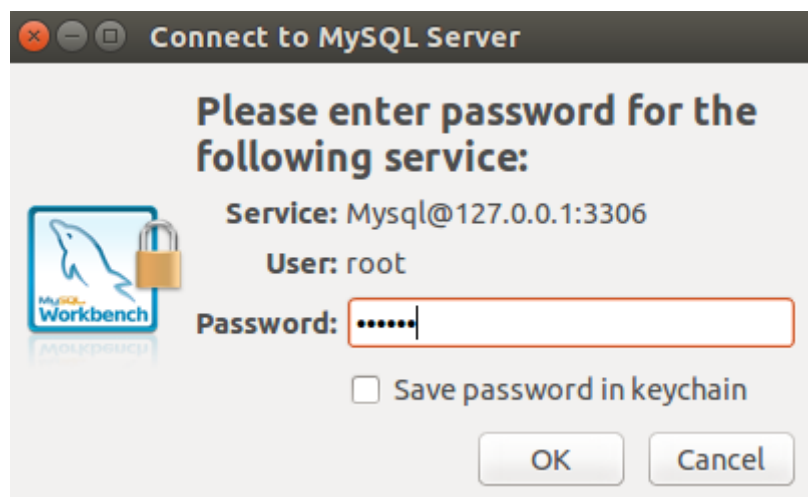 Connect to MySQL Server
Please enter password for the
following service:
Service: Mysql@127.0.0.1:3306
User: root
MySQL
Workbench
Password: ••••••
Save password in keychain
OK Cancel